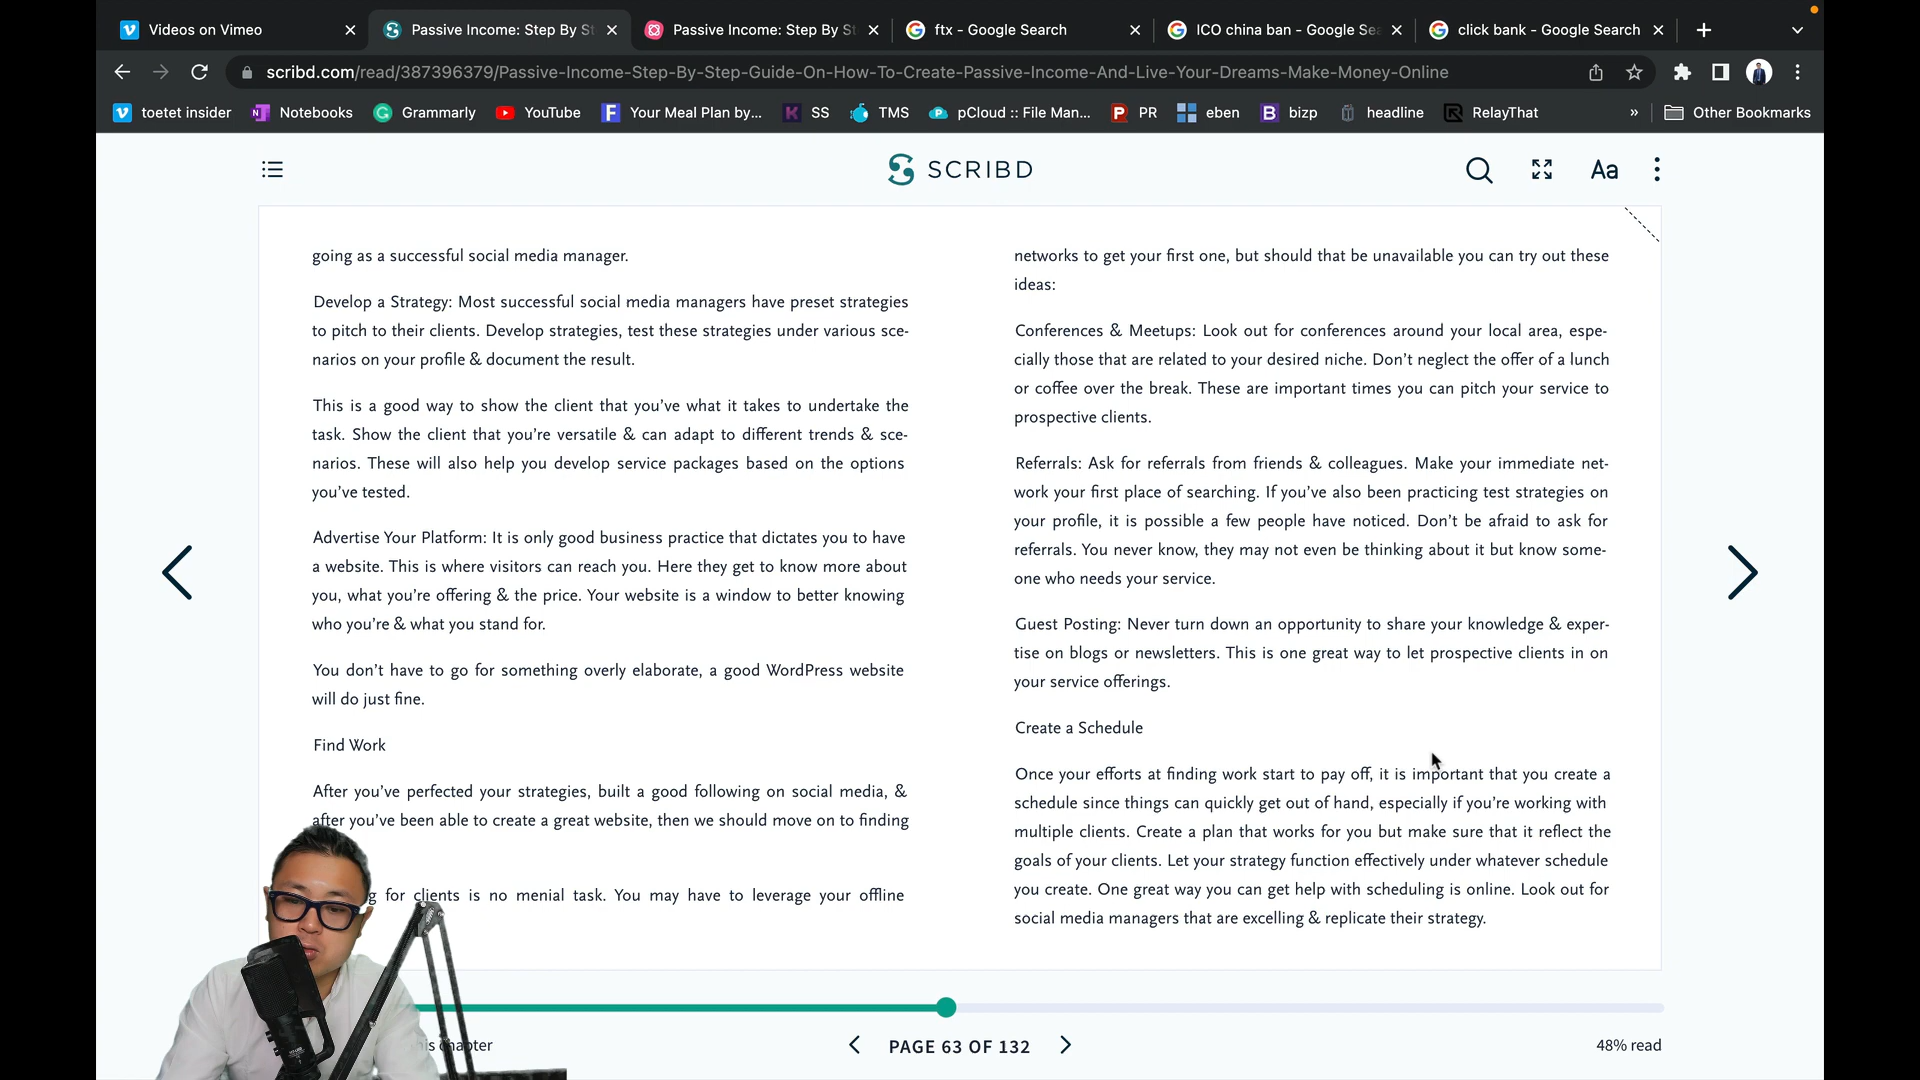 Videos on Vimeo
Passive Income: Step By St
Passive Income: Step By St
ftx - Google Search
ICO china ban - Google Sea
click bank - Google Search
scribd.com/read/387396379/Passive-Income-Step-By-Step-Guide-On-How-To-Create-Passive-Income-And-Live-Your-Dreams-Make-Money-Online
toetet insider
Notebooks
Grammarly
YouTube
Your Meal Plan by...
SS
TMS
pCloud :: File Man...
PR
eben
bizp
headline
RelayThat
»
Other Bookmarks
SCRIBD
Aa
going as a successful social media manager.
Develop a Strategy: Most successful social media managers have preset strategies
to pitch to their clients. Develop strategies, test these strategies under various sce-
narios on your profile & document the result.
This is a good way to show the client that you’ve what it takes to undertake the
task. Show the client that you’re versatile & can adapt to different trends & sce-
narios. These will also help you develop service packages based on the options
you’ve tested.
Advertise Your Platform: It is only good business practice that dictates you to have
a website. This is where visitors can reach you. Here they get to know more about
you, what you’re offering & the price. Your website is a window to better knowing
who you’re & what you stand for.
You don’t have to go for something overly elaborate, a good WordPress website
will do just fine.
Find Work
After you’ve perfected your strategies, built a good following on social media, &
after you’ve been able to create a great website, then we should move on to finding
for clients is no menial task. You may have to leverage your offline
networks to get your first one, but should that be unavailable you can try out these
ideas:
Conferences & Meetups: Look out for conferences around your local area, espe-
cially those that are related to your desired niche. Don’t neglect the offer of a lunch
or coffee over the break. These are important times you can pitch your service to
prospective clients.
Referrals: Ask for referrals from friends & colleagues. Make your immediate net-
work your first place of searching. If you’ve also been practicing test strategies on
your profile, it is possible a few people have noticed. Don’t be afraid to ask for
referrals. You never know, they may not even be thinking about it but know some-
one who needs your service.
Guest Posting: Never turn down an opportunity to share your knowledge & exper-
tise on blogs or newsletters. This is one great way to let prospective clients in on
your service offerings.
Create a Schedule
Once your efforts at finding work start to pay off, it is important that you create a
schedule since things can quickly get out of hand, especially if you’re working with
multiple clients. Create a plan that works for you but make sure that it reflect the
goals of your clients. Let your strategy function effectively under whatever schedule
you create. One great way you can get help with scheduling is online. Look out for
social media managers that are excelling & replicate their strategy.
chapter
PAGE 63 OF 132
48% read